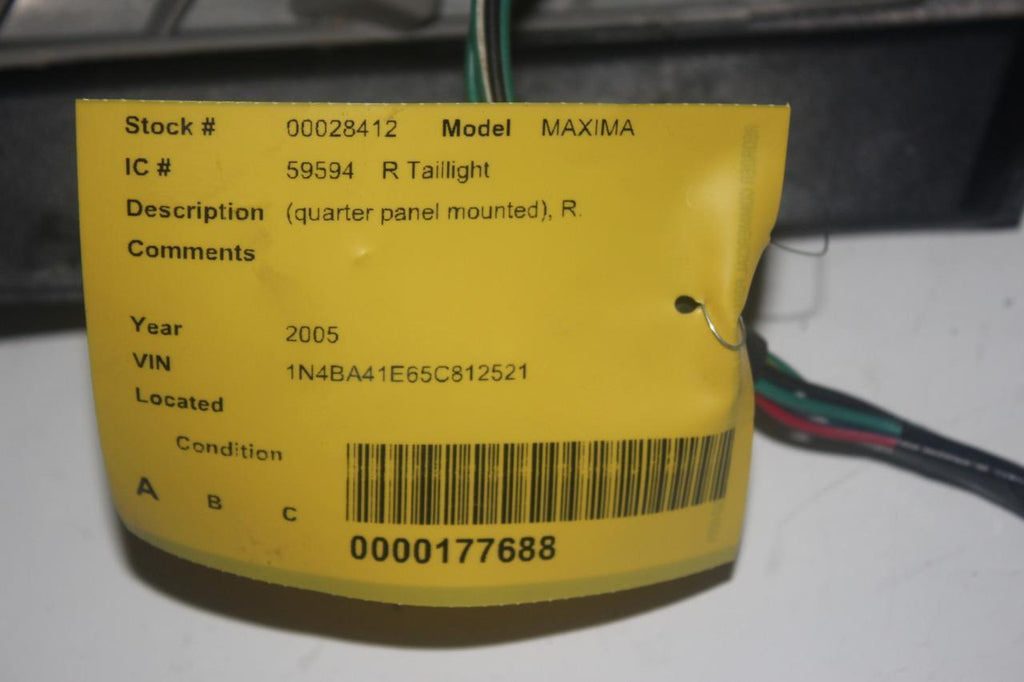 Stock # 00028412 Model MAXIMA
IC # 59594 R Taillight
Description (quarter panel mounted), R.
Comments
Year 2005
VIN 1N4BA41E65C812521
Located
Condition
A B C
0000177688